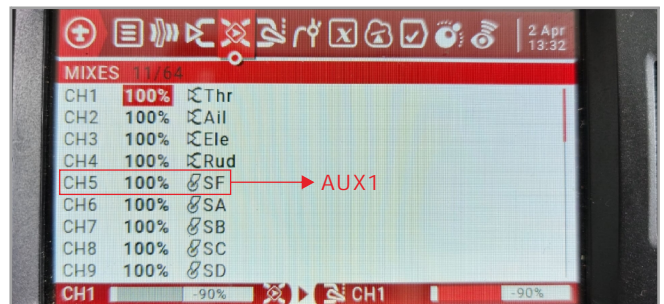 2 Apr
13:32
MIXES 11/64
CH1 100% Thr
CH2 100% Ail
CH3 100% Ele
CH4 100% Rud
CH5 100% SF AUX1
CH6 100% SA
CH7 100% SB
CH8 100% SC
CH9 100% SD
CH1 -90% CH1 -90%